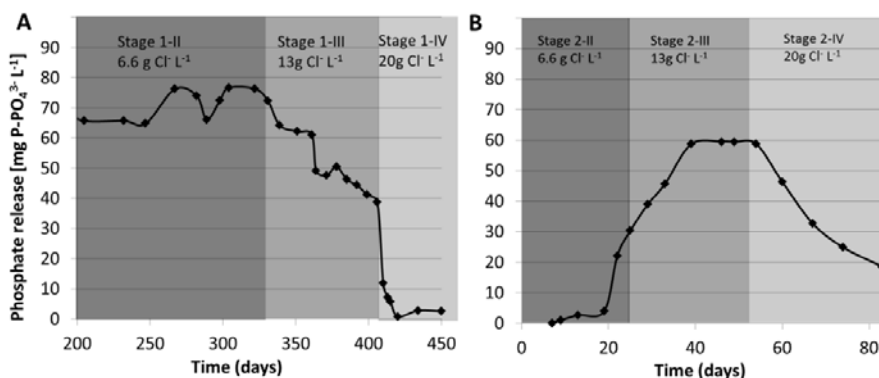 A
Phosphate release [mg P-PO₄³⁻ L⁻¹]
90
80
70
60
50
40
30
20
10
0
Stage 1-II
6.6 g Cl⁻ L⁻¹
Stage 1-III
13g Cl⁻ L⁻¹
Stage 1-IV
20g Cl⁻ L⁻¹
200 250 300 350 400 450
Time (days)
B
90
80
70
60
50
40
30
20
10
0
Stage 2-II
6.6 g Cl⁻ L⁻¹
Stage 2-III
13g Cl⁻ L⁻¹
Stage 2-IV
20g Cl⁻ L⁻¹
0 20 40 60 80
Time (days)